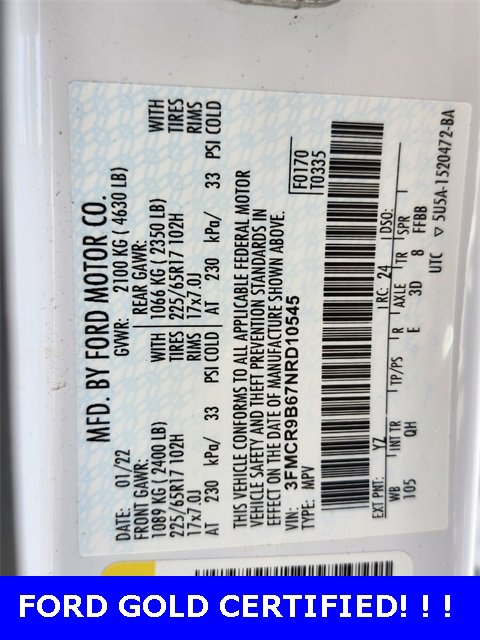 MFD. BY FORD MOTOR CO.
DATE: 01/22 GVWR: 2100 KG ( 4630 LB)
FRONT GAWR: REAR GAWR:
1089 KG ( 2400 LB) 1066 KG ( 2350 LB) WITH
225/65R17 102H 225/65R17 102H TIRES
17x7.0J 17x7.0J RIMS
AT 230 kPa/ 33 PSI COLD AT 230 kPa/ 33 PSI COLD
THIS VEHICLE CONFORMS TO ALL APPLICABLE FEDERAL MOTOR
VEHICLE SAFETY AND THEFT PREVENTION STANDARDS IN
EFFECT ON THE DATE OF MANUFACTURE SHOWN ABOVE.
VIN: 3FMCR9B67NRD10545 F0170
TYPE: MPV T0335
EXT PNT: YZ RC: 24 DSO:
WB INT TR TP/PS R AXLE TR SPR
105 QH E 3D 8 FFBB
UTC ▽ 5U5A-1520472-BA
FORD GOLD CERTIFIED! ! !